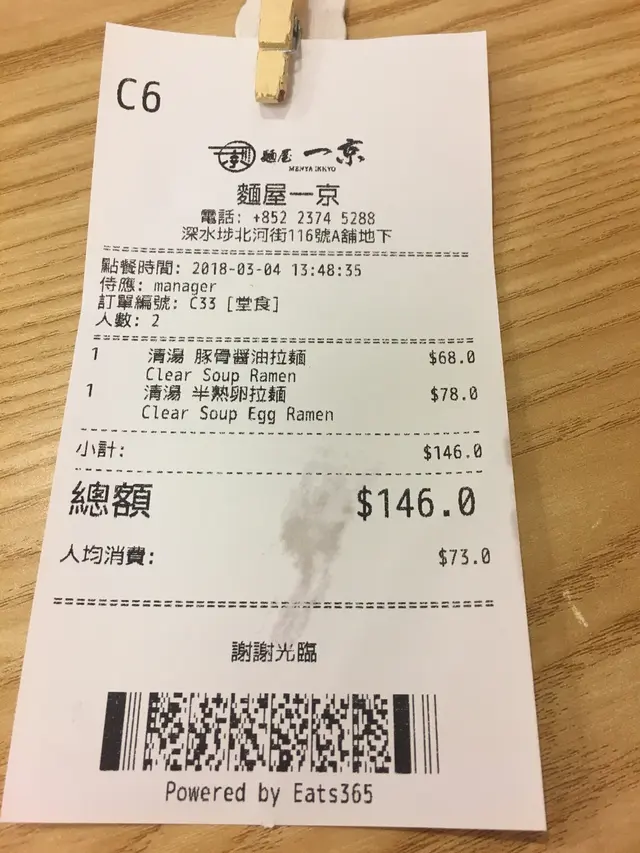 C6
麵屋 一京
MENYA IKKYO
麵屋一京
電話: +852 2374 5288
深水埗北河街116號A舖地下
點餐時間: 2018-03-04 13:48:35
侍應: manager
訂單編號: C33 [堂食]
人數: 2
1 清湯 豚骨醬油拉麵 $68.0
Clear Soup Ramen
1 清湯 半熟卵拉麵 $78.0
Clear Soup Egg Ramen
小計: $146.0
總額 $146.0
人均消費: $73.0
謝謝光臨
Powered by Eats365